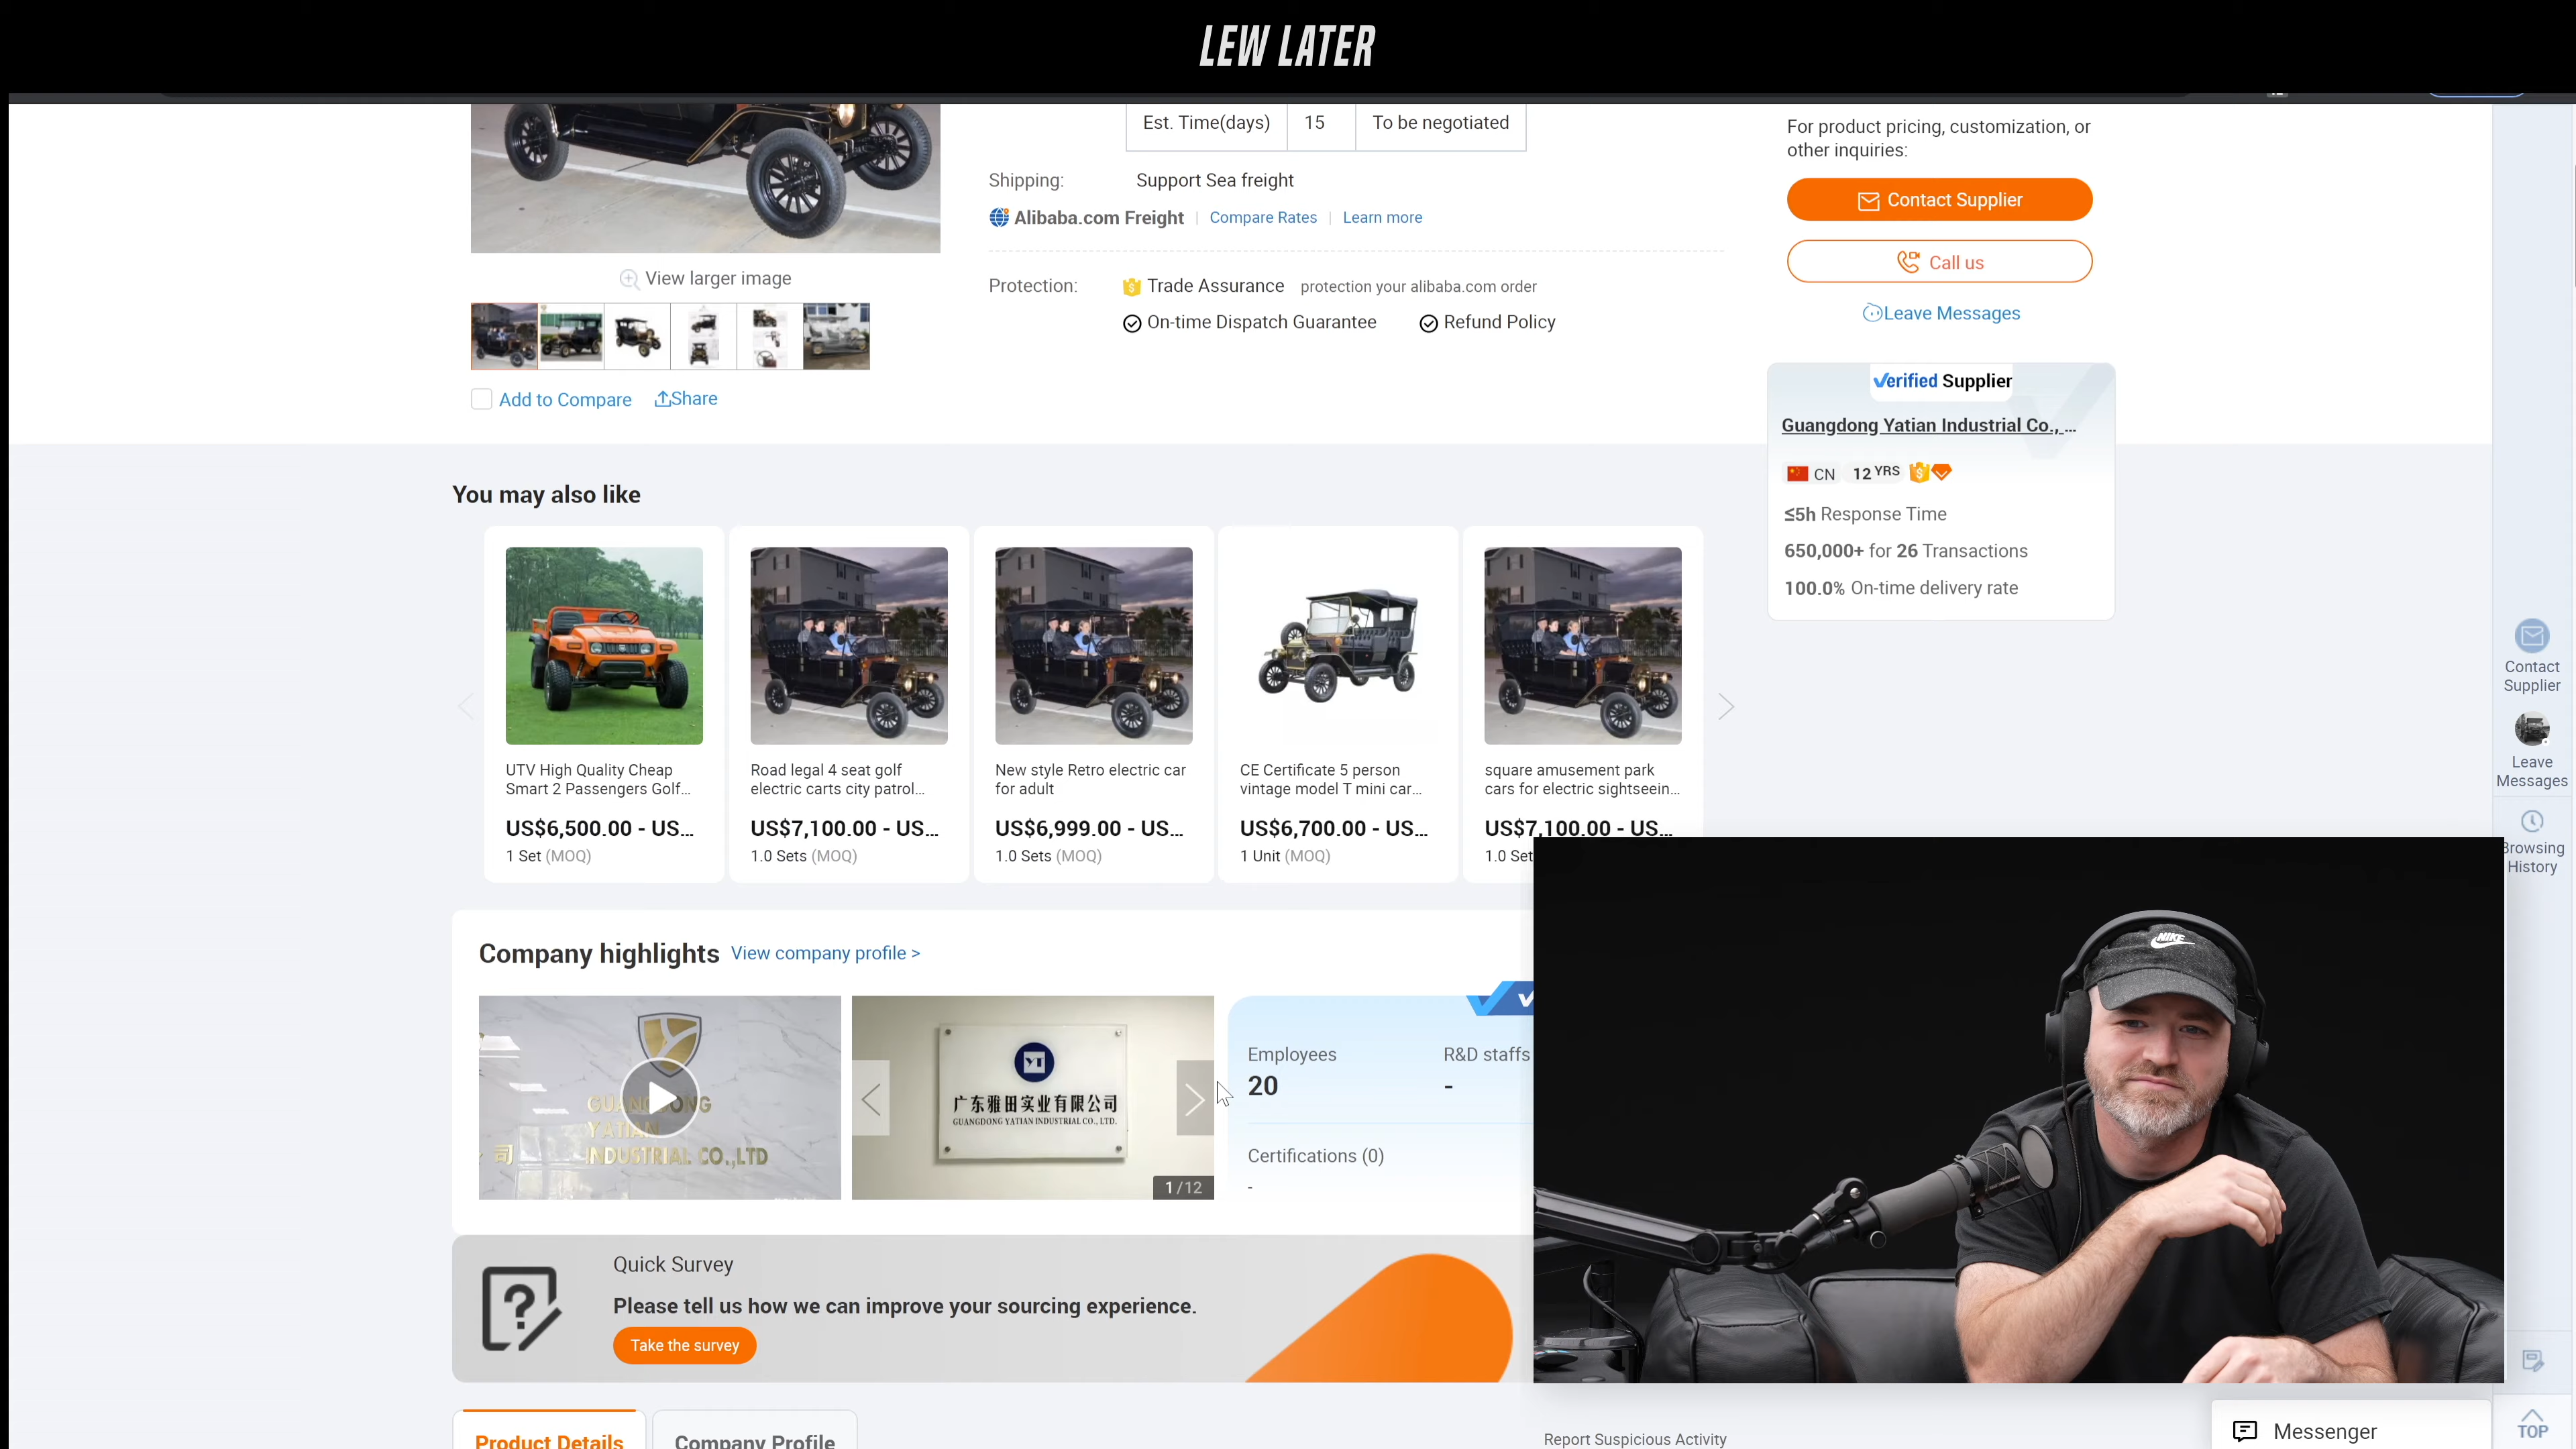 LEW LATER
Est. Time(days) 15 To be negotiated
Shipping: Support Sea freight
Alibaba.com Freight Compare Rates Learn more
Protection: Trade Assurance protection your alibaba.com order
On-time Dispatch Guarantee Refund Policy
View larger image
Add to Compare Share
For product pricing, customization, or
other inquiries:
Contact Supplier
Call us
Leave Messages
Verified Supplier
Guangdong Yatian Industrial Co., ...
CN 12 YRS
≤5h Response Time
650,000+ for 26 Transactions
100.0% On-time delivery rate
You may also like
UTV High Quality Cheap
Smart 2 Passengers Golf...
US$6,500.00 - US...
1 Set (MOQ)
Road legal 4 seat golf
electric carts city patrol...
US$7,100.00 - US...
1.0 Sets (MOQ)
New style Retro electric car
for adult
US$6,999.00 - US...
1.0 Sets (MOQ)
CE Certificate 5 person
vintage model T mini car...
US$6,700.00 - US...
1 Unit (MOQ)
square amusement park
cars for electric sightseein...
US$7,100.00 - US...
1.0 Set
Contact
Supplier
Leave
Messages
Browsing
History
Company highlights View company profile >
GUANGDONG
YATIAN
司 INDUSTRIAL CO.,LTD
YT
广东雅田实业有限公司
GUANGDONG YATIAN INDUSTRIAL CO., LTD.
1/12
Employees R&D staffs
20 -
Certifications (0)
-
NIKE
Quick Survey
Please tell us how we can improve your sourcing experience.
Take the survey
Product Details Company Profile
Report Suspicious Activity
Messenger
TOP